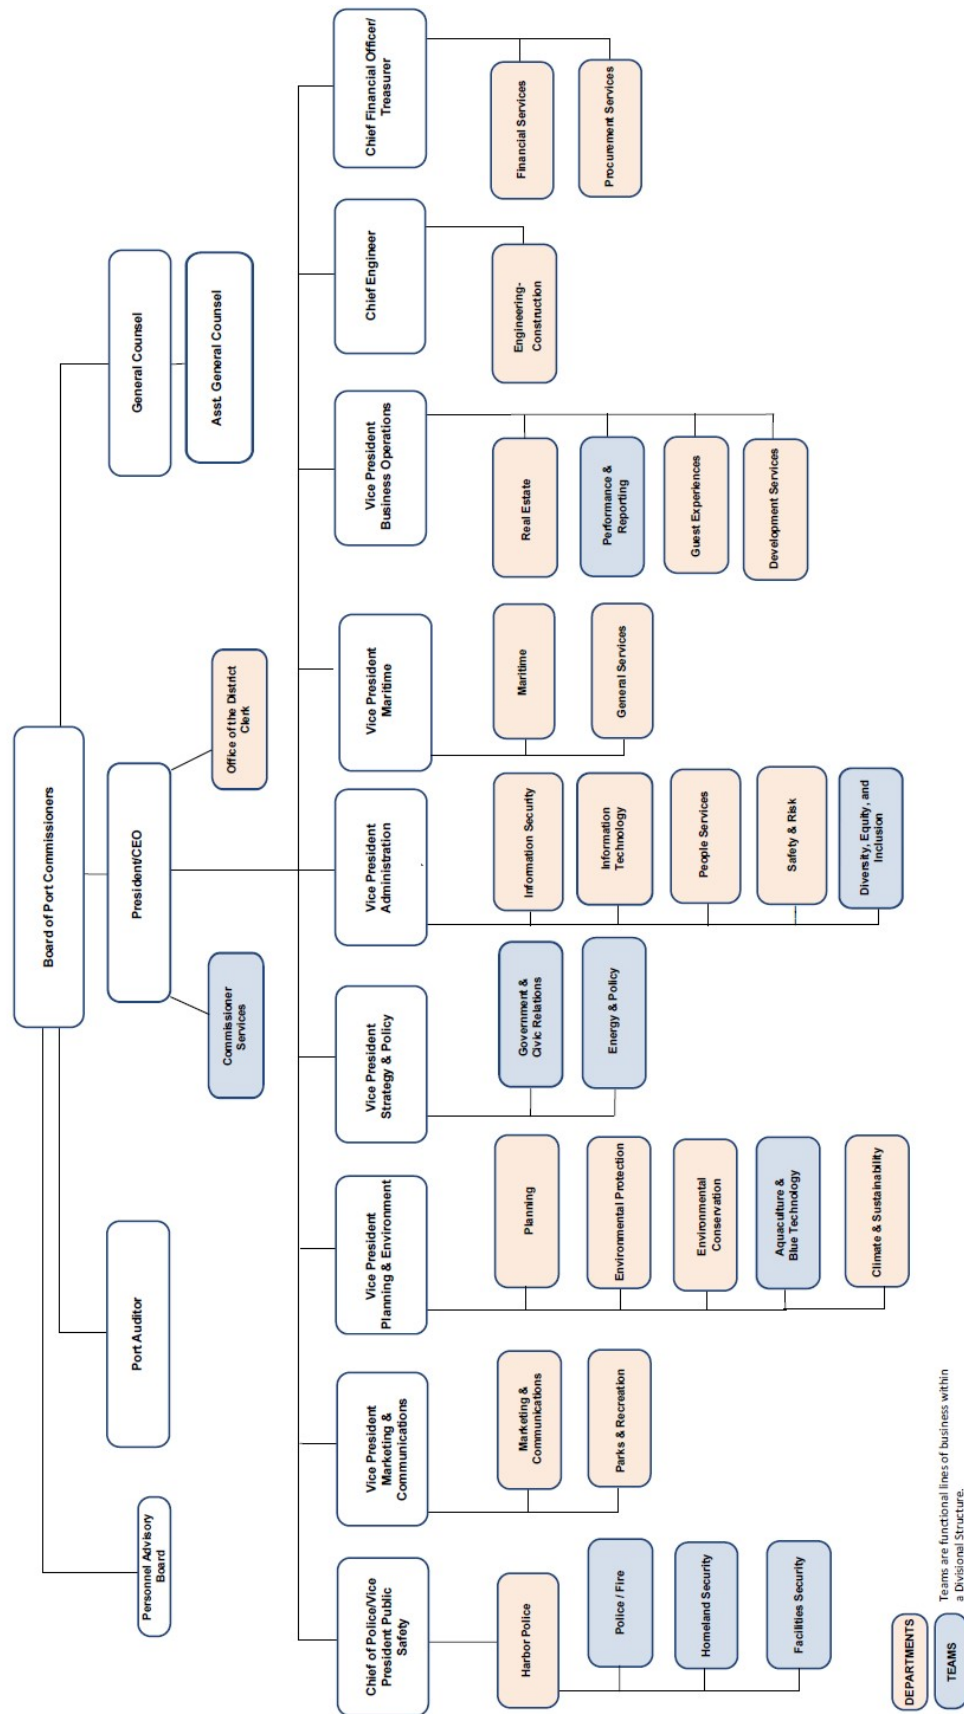 Board of Port Commissioners
Personnel Advisory
Board
Port Auditor
President/CEO
General Counsel
Asst. General Counsel
Commissioner
Services
Office of the District
Clerk
Chief of Police/Vice
President Public
Safety
Vice President
Marketing &
Communications
Vice President
Planning & Environment
Vice President
Strategy & Policy
Vice President
Administration
Vice President
Maritime
Vice President
Business Operations
Chief Engineer
Chief Financial Officer/
Treasurer
Harbor Police
Police / Fire
Homeland Security
Facilities Security
Marketing &
Communications
Parks & Recreation
Planning
Environmental Protection
Environmental
Conservation
Aquaculture &
Blue Technology
Climate & Sustainability
Government &
Civic Relations
Energy & Policy
Information Security
Information
Technology
People Services
Safety & Risk
Diversity, Equity, and
Inclusion
Maritime
General Services
Real Estate
Performance &
Reporting
Guest Experiences
Development Services
Engineering-
Construction
Financial Services
Procurement Services
DEPARTMENTS
TEAMS
Teams are functional lines of business within
a Divisional Structure.